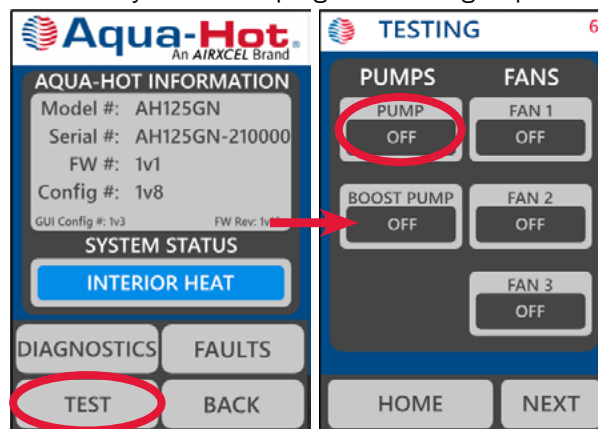 Aqua-Hot®
An AIRXCEL Brand
AQUA-HOT INFORMATION
Model #: AH125GN
Serial #: AH125GN-210000
FW #: 1v1
Config #: 1v8
GUI Config #: 1v3 FW Rev:
SYSTEM STATUS
INTERIOR HEAT
DIAGNOSTICS FAULTS
TEST BACK
TESTING 6
PUMPS FANS
PUMP FAN 1
OFF OFF
BOOST PUMP FAN 2
OFF OFF
FAN 3
OFF
HOME NEXT